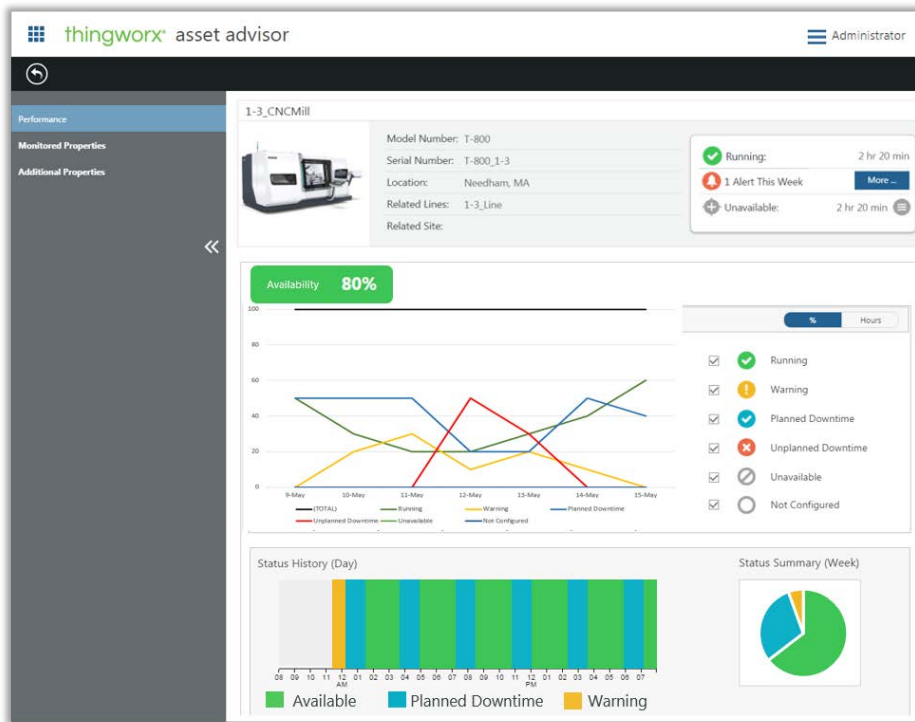 thingworx® asset advisor
Administrator
Performance
Monitored Properties
Additional Properties
1-3_CNCMill
Model Number: T-800
Serial Number: T-800_1-3
Location: Needham, MA
Related Lines: 1-3_Line
Related Site:
Running: 2 hr 20 min
1 Alert This Week More ...
Unavailable: 2 hr 20 min
Availability 80%
% Hours
Running
Warning
Planned Downtime
Unplanned Downtime
Unavailable
Not Configured
100
80
60
40
20
0
9-May 10-May 11-May 12-May 13-May 14-May 15-May
(TOTAL) Running Warning Planned Downtime
Unplanned Downtime Unavailable Not Configured
Status History (Day)
08 09 10 11 12 01 02 03 04 05 06 07 08 09 10 11 12 01 02 03 04 05 06 07
AM PM
Available Planned Downtime Warning
Status Summary (Week)